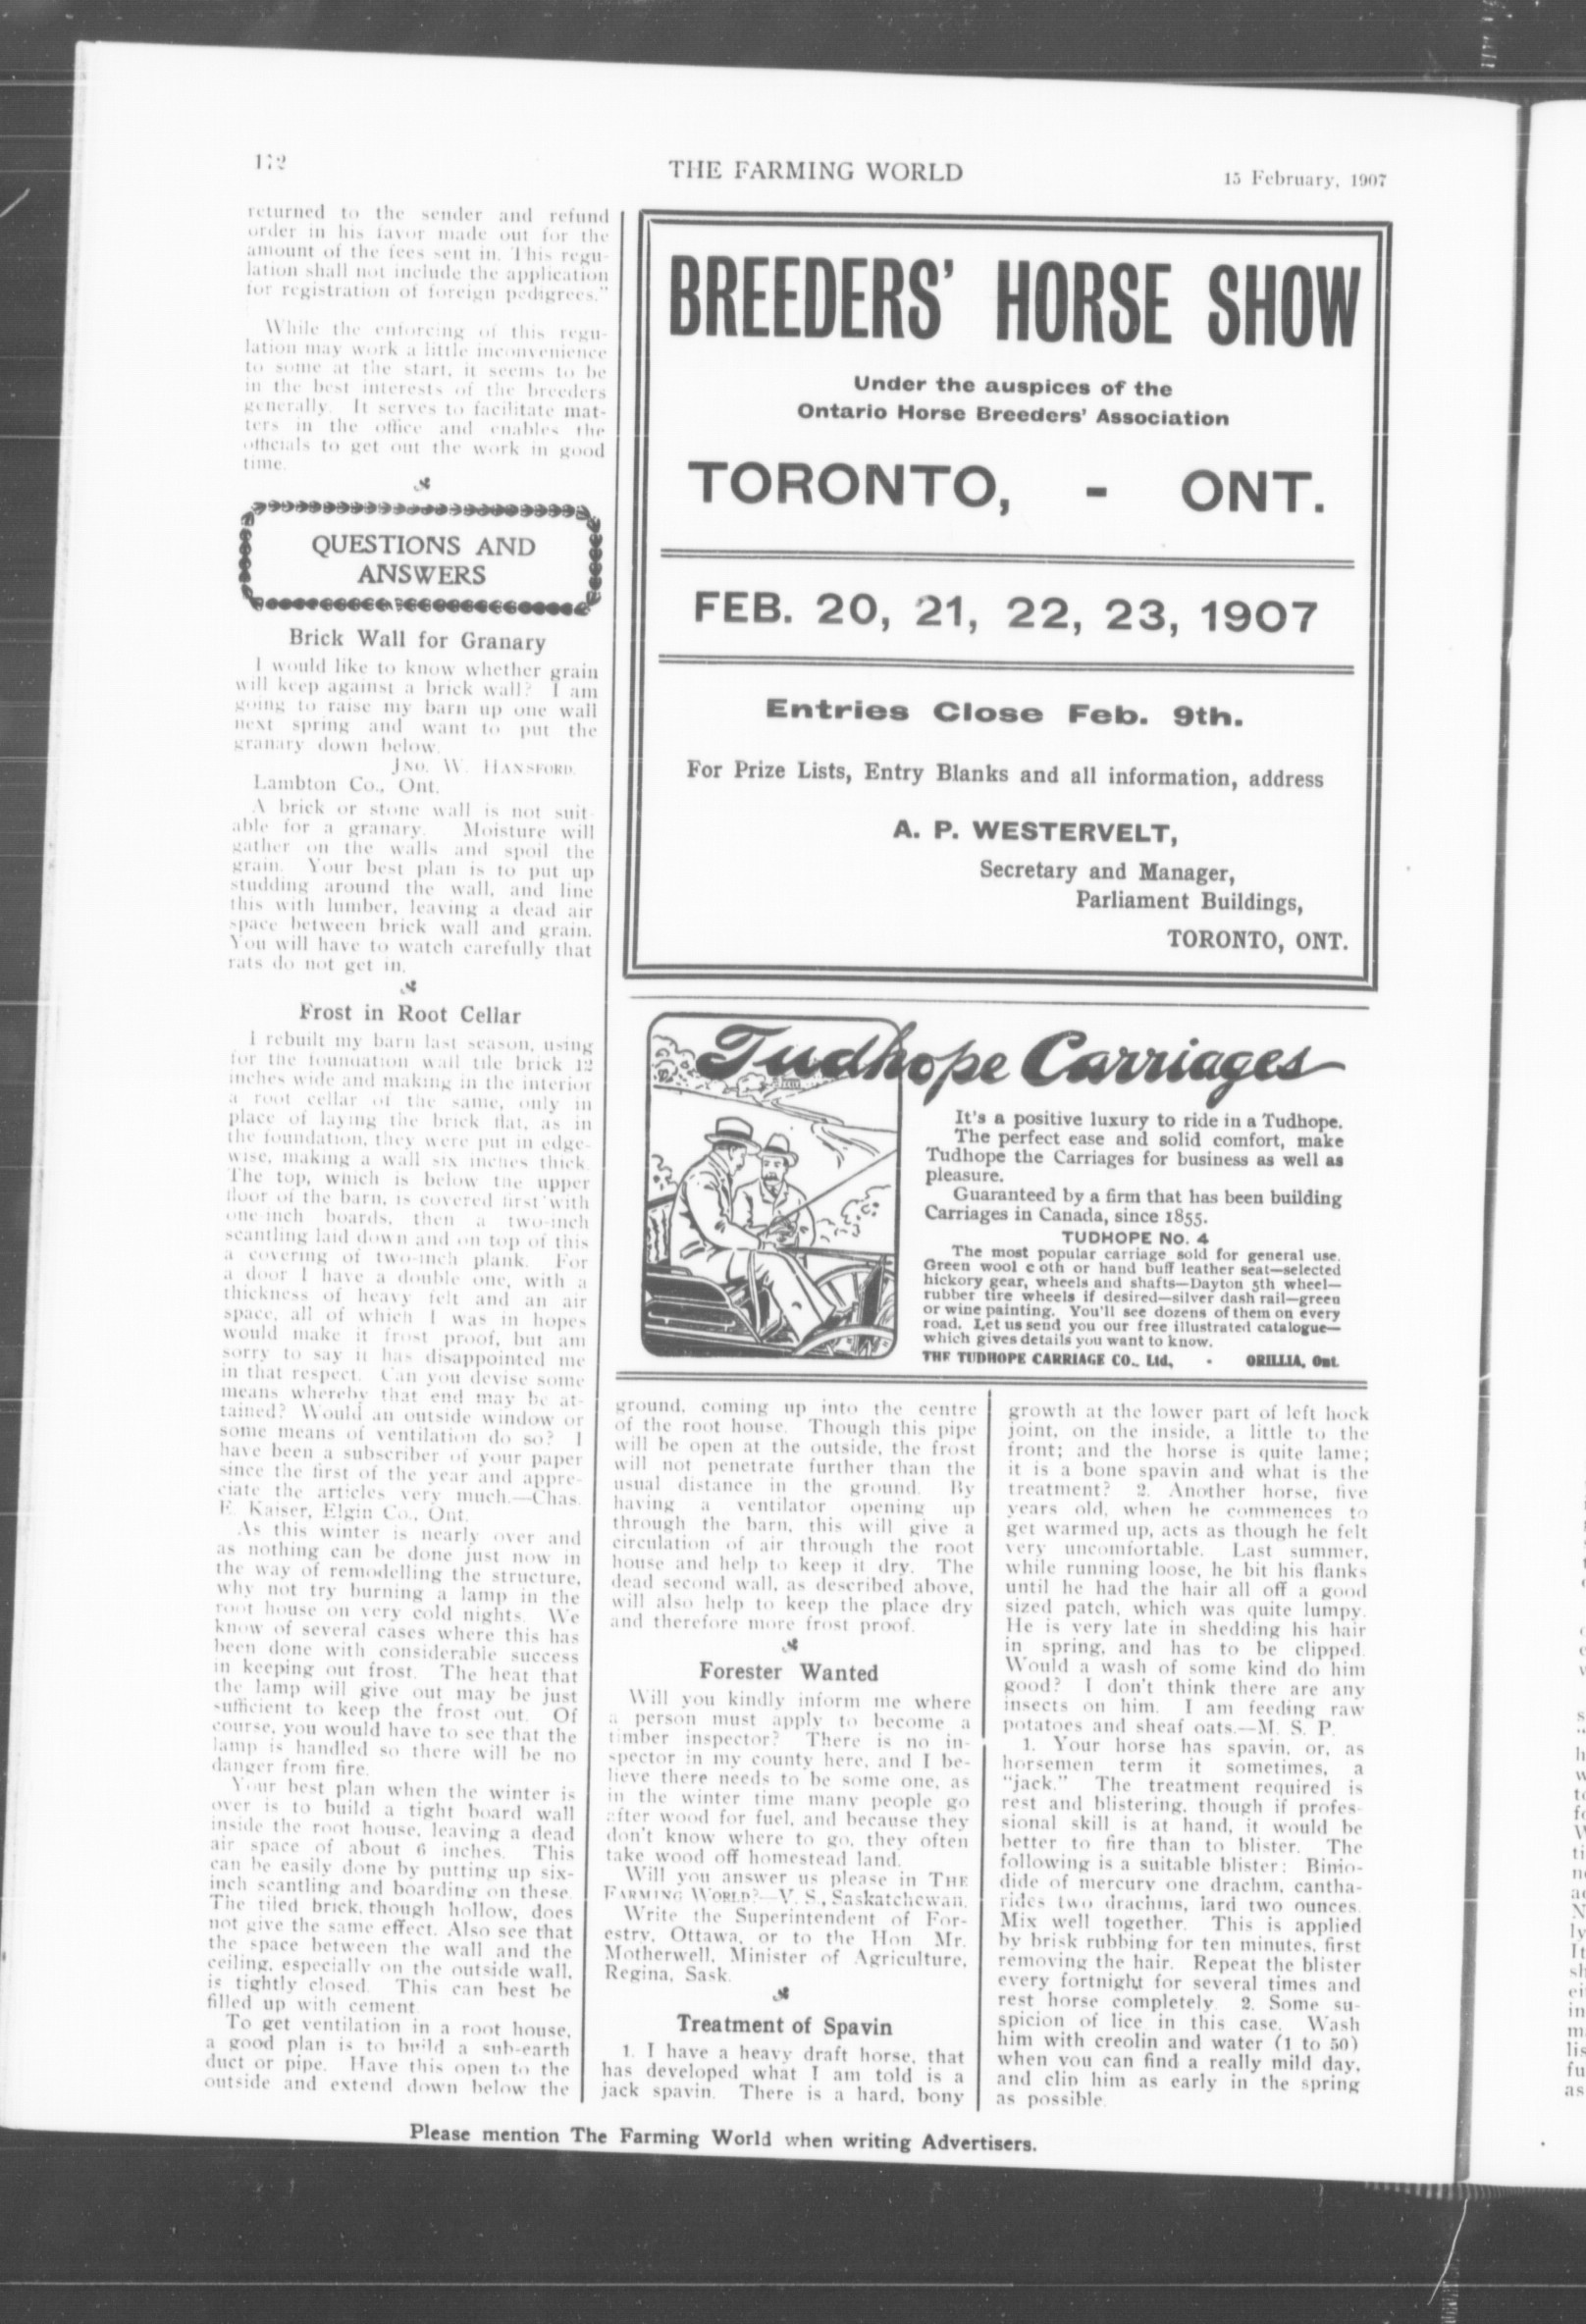 172
THE FARMING WORLD
15 February, 1907
returned to the sender and refund
order in his favor made out for the
amount of the fees sent in. This regu-
lation shall not include the application
for registration of foreign pedigrees."
While the enforcing of this regu-
lation may work a little inconvenience
to some at the start, it seems to be
in the best interests of the breeders
generally. It serves to facilitate mat-
ters in the office and enables the
officials to get out the work in good
time.
QUESTIONS AND
ANSWERS
Brick Wall for Granary
I would like to know whether grain
will keep against a brick wall? I am
going to raise my barn up one wall
next spring and want to put the
granary down below.
JNO. W. HANSFORD.
Lambton Co., Ont.
A brick or stone wall is not suit-
able for a granary. Moisture will
gather on the walls and spoil the
grain. Your best plan is to put up
studding around the wall, and line
this with lumber, leaving a dead air
space between brick wall and grain.
You will have to watch carefully that
rats do not get in.
Frost in Root Cellar
I rebuilt my barn last season, using
for the foundation wall tile brick 12
inches wide and making in the interior
a root cellar of the same, only in
place of laying the brick flat, as in
the foundation, they were put in edge-
wise, making a wall six inches thick.
The top, which is below the upper
floor of the barn, is covered first with
one-inch boards, then a two-inch
scantling laid down and on top of this
a covering of two-inch plank. For
a door I have a double one, with a
thickness of heavy felt and an air
space, all of which I was in hopes
would make it frost proof, but am
sorry to say it has disappointed me
in that respect. Can you devise some
means whereby that end may be at-
tained? Would an outside window or
some means of ventilation do so? I
have been a subscriber of your paper
since the first of the year and appre-
ciate the articles very much.—Chas.
E. Kaiser, Elgin Co., Ont.
As this winter is nearly over and
as nothing can be done just now in
the way of remodelling the structure,
why not try burning a lamp in the
root house on very cold nights. We
know of several cases where this has
been done with considerable success
in keeping out frost. The heat that
the lamp will give out may be just
sufficient to keep the frost out. Of
course, you would have to see that the
lamp is handled so there will be no
danger from fire.
Your best plan when the winter is
over is to build a tight board wall
inside the root house, leaving a dead
air space of about 6 inches. This
can be easily done by putting up six-
inch scantling and boarding on these.
The tiled brick, though hollow, does
not give the same effect. Also see that
the space between the wall and the
ceiling, especially on the outside wall,
is tightly closed. This can best be
filled up with cement.
To get ventilation in a root house,
a good plan is to build a sub-earth
duct or pipe. Have this open to the
outside and extend down below the
BREEDERS' HORSE SHOW
Under the auspices of the
Ontario Horse Breeders' Association
TORONTO, - ONT.
FEB. 20, 21, 22, 23, 1907
Entries Close Feb. 9th.
For Prize Lists, Entry Blanks and all information, address
A. P. WESTERVELT,
Secretary and Manager,
Parliament Buildings,
TORONTO, ONT.
Tudhope Carriages
It's a positive luxury to ride in a Tudhope.
The perfect ease and solid comfort, make
Tudhope the Carriages for business as well as
pleasure.
Guaranteed by a firm that has been building
Carriages in Canada, since 1855.
TUDHOPE No. 4
The most popular carriage sold for general use.
Green wool c oth or hand buff leather seat—selected
hickory gear, wheels and shafts—Dayton 5th wheel—
rubber tire wheels if desired—silver dash rail—green
or wine painting. You'll see dozens of them on every
road. Let us send you our free illustrated catalogue—
which gives details you want to know.
THE TUDHOPE CARRIAGE CO., Ltd, - ORILLIA, Ont.
ground, coming up into the centre
of the root house. Though this pipe
will be open at the outside, the frost
will not penetrate further than the
usual distance in the ground. By
having a ventilator opening up
through the barn, this will give a
circulation of air through the root
house and help to keep it dry. The
dead second wall, as described above,
will also help to keep the place dry
and therefore more frost proof.
Forester Wanted
Will you kindly inform me where
a person must apply to become a
timber inspector? There is no in-
spector in my county here, and I be-
lieve there needs to be some one, as
in the winter time many people go
after wood for fuel, and because they
don't know where to go, they often
take wood off homestead land.
Will you answer us please in THE
FARMING WORLD?—V. S., Saskatchewan.
Write the Superintendent of For-
estry, Ottawa, or to the Hon Mr.
Motherwell, Minister of Agriculture,
Regina, Sask.
Treatment of Spavin
1. I have a heavy draft horse, that
has developed what I am told is a
jack spavin. There is a hard, bony
growth at the lower part of left hock
joint, on the inside, a little to the
front; and the horse is quite lame;
it is a bone spavin and what is the
treatment? 2. Another horse, five
years old, when he commences to
get warmed up, acts as though he felt
very uncomfortable. Last summer,
while running loose, he bit his flanks
until he had the hair all off a good
sized patch, which was quite lumpy.
He is very late in shedding his hair
in spring, and has to be clipped.
Would a wash of some kind do him
good? I don't think there are any
insects on him. I am feeding raw
potatoes and sheaf oats.—M. S. P.
1. Your horse has spavin, or, as
horsemen term it sometimes, a
"jack." The treatment required is
rest and blistering, though if profes-
sional skill is at hand, it would be
better to fire than to blister. The
following is a suitable blister: Binio-
dide of mercury one drachm, cantha-
rides two drachms, lard two ounces.
Mix well together. This is applied
by brisk rubbing for ten minutes, first
removing the hair. Repeat the blister
every fortnight for several times and
rest horse completely. 2. Some su-
spicion of lice in this case. Wash
him with creolin and water (1 to 50)
when you can find a really mild day,
and clip him as early in the spring
as possible.
Please mention The Farming World when writing Advertisers.